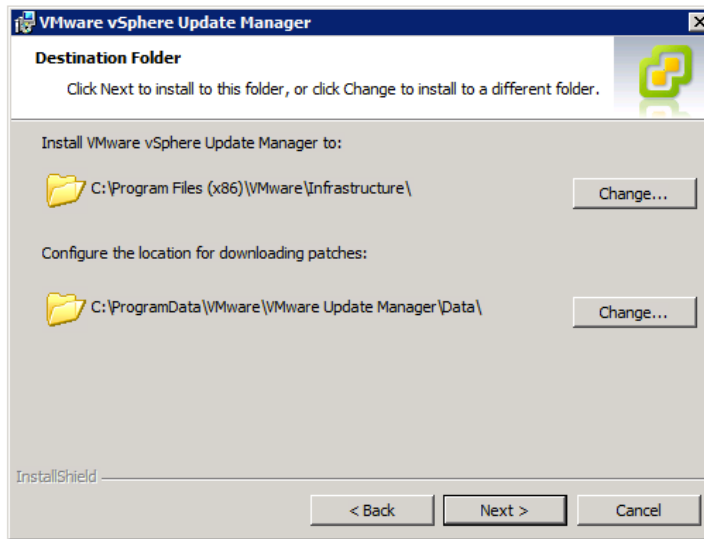 VMware vSphere Update Manager
Destination Folder
Click Next to install to this folder, or click Change to install to a different folder.
Install VMware vSphere Update Manager to:
C:\Program Files (x86)\VMware\Infrastructure\
Change...
Configure the location for downloading patches:
C:\ProgramData\VMware\VMware Update Manager\Data\
Change...
InstallShield
< Back
Next >
Cancel